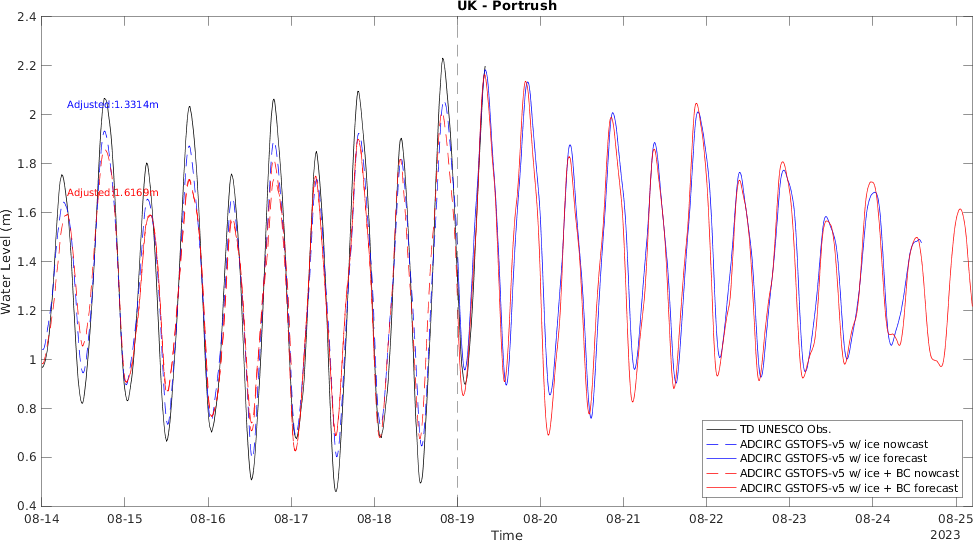 UK - Portrush
2.4
2.2
2
1.8
1.6
1.4
1.2
1
0.8
0.6
0.4
Water Level (m)
Adjusted:1.3314m
Adjusted:1.6169m
TD UNESCO Obs.
ADCIRC GSTOFS-v5 w/ ice nowcast
ADCIRC GSTOFS-v5 w/ ice forecast
ADCIRC GSTOFS-v5 w/ ice + BC nowcast
ADCIRC GSTOFS-v5 w/ ice + BC forecast
08-14 08-15 08-16 08-17 08-18 08-19 08-20 08-21 08-22 08-23 08-24 08-25
2023
Time